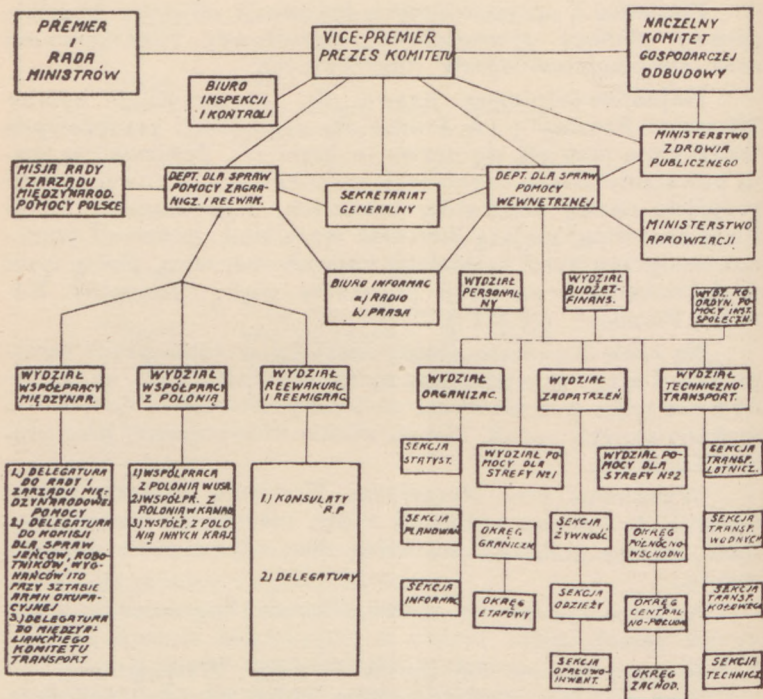 PREMIER
I
RADA
MINISTRÓW
VICE-PREMIER
PREZES KOMITETU
NACZELNY
KOMITET
GOSPODARCZEJ
ODBUDOWY
BIURO
INSPEKCJI
I KONTROLI
MINISTERSTWO
ZDROWIA
PUBLICZNEGO
MISJA RADY
I ZARZĄDU
MIĘDZYNAROD.
POMOCY POLSCE
DEPT. DLA SPRAW
POMOCY ZAGRA-
NICZ. I REEWAK.
SEKRETARIAT
GENERALNY
DEPT. DLA SPRAW
POMOCY
WEWNĘTRZNEJ
MINISTERSTWO
APROWIZACJI
BIURO INFORMAC
a) RADIO
b) PRASA
WYDZIAŁ
PERSONAL-
NY
WYDZIAŁ
BUDŻET-
FINANS.
WYDZ. KO
ORDYN. PO-
MOCY INST.
SPOŁECZN.
WYDZIAŁ
WSPÓŁPRACY
MIĘDZYNAR.
WYDZIAŁ
WSPÓŁPRACY
Z POLONIĄ
WYDZIAŁ
REEWAKUAC
I REEMIGRAC.
WYDZIAŁ
ORGANIZAC.
WYDZIAŁ
ZAOPATRZEŃ.
WYDZIAŁ
TECHNICZNO-
TRANSPORT.
1.) DELEGATURA
DO RADY I
ZARZĄDU MIĘ-
DZYNARODOWEJ
POMOCY
2.) DELEGATURA
DO KOMISJI
DLA SPRAW
JEŃCÓW, ROBO-
TNIKÓW, WYG-
NAŃCÓW ITD
PRZY SZTABIE
ARMII OKUPA-
CYJNEJ
3.) DELEGATURA
DO MIĘDZYAL-
LIANCKIEGO
KOMITETU
TRANSPORT
1) WSPÓŁPRACA
Z POLONIĄ W USA.
2) WSPÓŁPR. Z
POLONIĄ W KANAD.
3) WSPÓŁP. Z POLO-
NIĄ INNYCH KRAJ.
1) KONSULATY
R.P
2) DELEGATURY
SEKCJA
STATYST.
SEKCJA
PLANOWAŃ
SEKCJA
INFORMAC
WYDZIAŁ PO-
MOCY DLA
STREFY №1
OKRĘG
GRANICZN.
OKRĘG
ETAPOWY
SEKCJA
ŻYWNOŚĆ
SEKCJA
ODZIEŻY
SEKCJA
OPAŁOWO-
INWENT.
WYDZIAŁ PO-
MOCY DLA
STREFY №2
OKRĘG
PÓŁNOCNO-
WSCHODNI
OKRĘG
CENTRAL-
NO-POŁUDN
OKRĘG
ZACHOD.
SEKCJA
TRANSP.
LOTNICZ.
SEKCJA
TRANSP.
WODNYCH
SEKCJA
TRANSP.
KOŁOWEGO
SEKCJA
TECHNICZ.